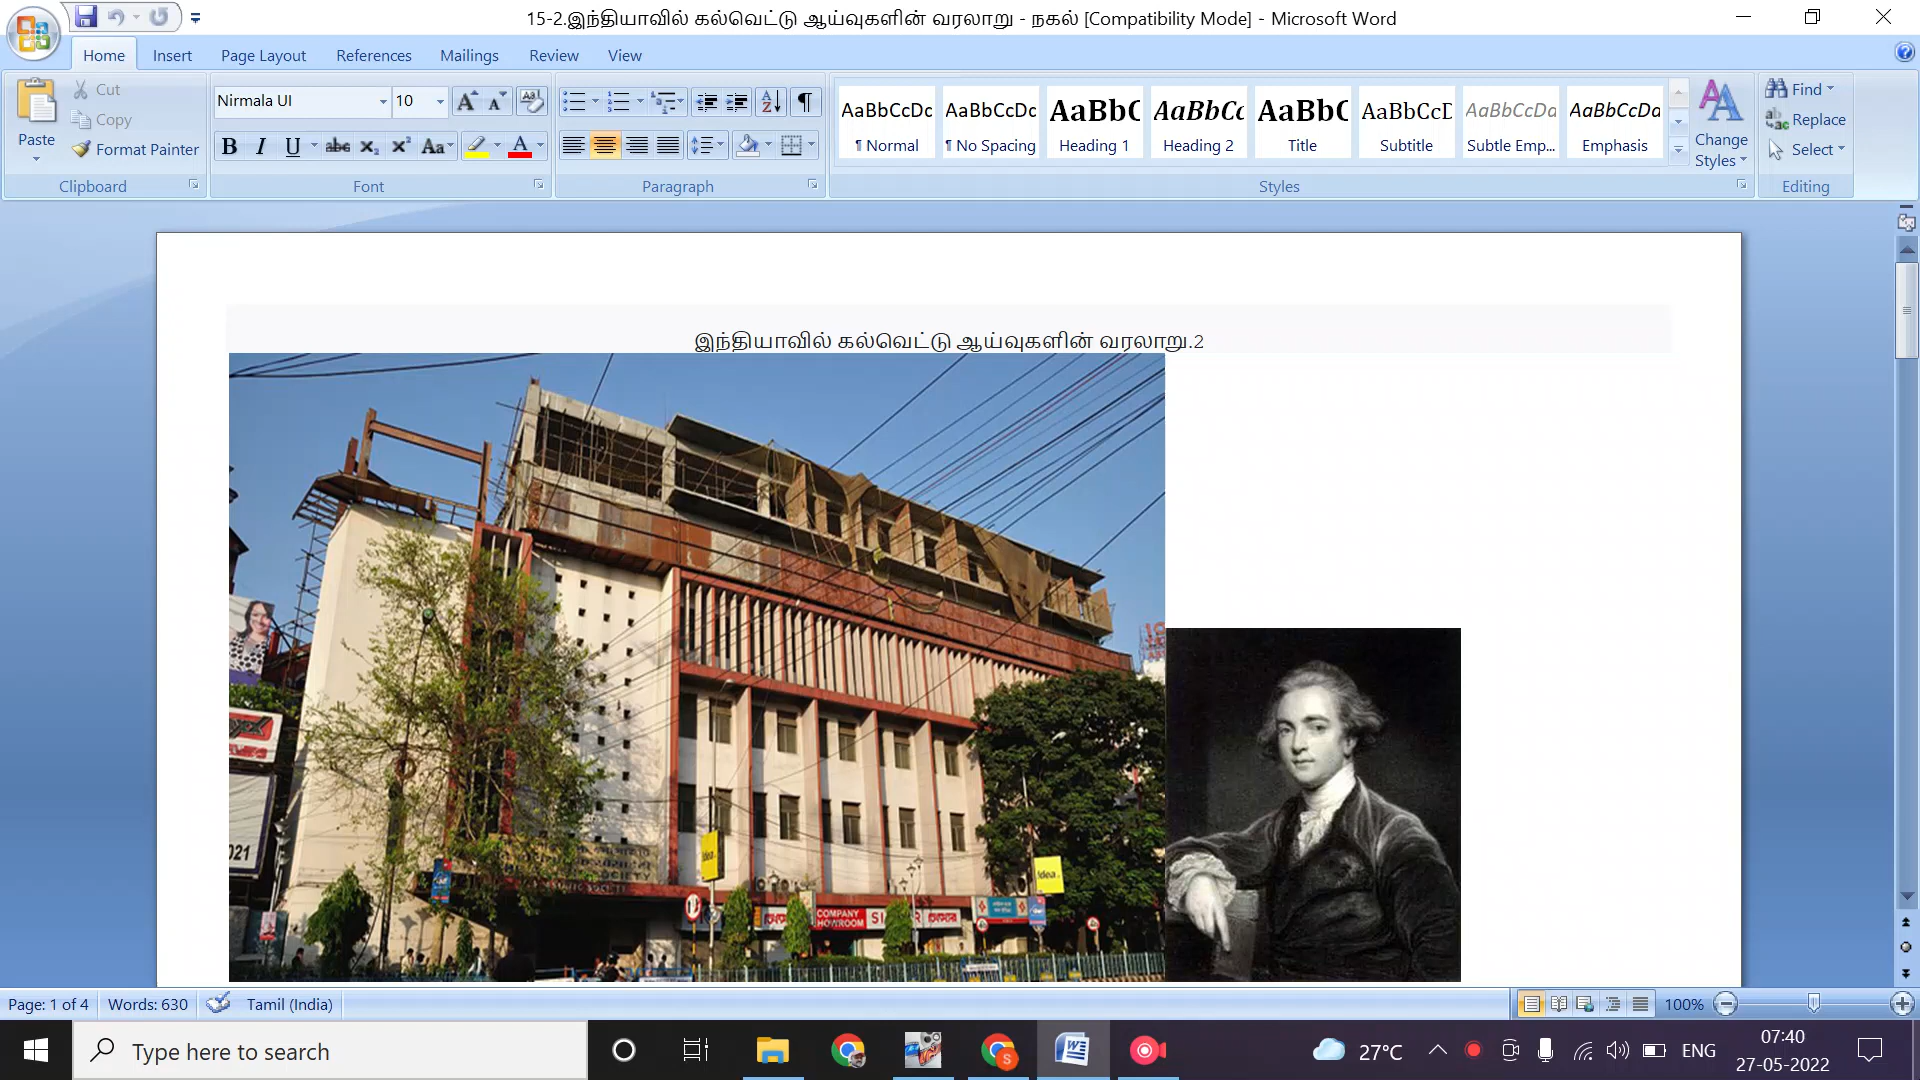 15-2.இந்தியாவில் கல்வெட்டு ஆய்வுகளின் வரலாறு - நகல் [Compatibility Mode] - Microsoft Word
Home Insert Page Layout References Mailings Review View
Paste
Cut
Copy
Format Painter
Clipboard
Nirmala UI 10
Font
Paragraph
AaBbCcDc AaBbCcDc AaBbC AaBbCc AaBbC AaBbCcD AaBbCcDa AaBbCcDa
¶ Normal ¶ No Spacing Heading 1 Heading 2 Title Subtitle Subtle Emp... Emphasis
Change Styles
Styles
Find
Replace
Select
Editing
இந்தியாவில் கல்வெட்டு ஆய்வுகளின் வரலாறு.2
021
SOCIETY
Idea
Idea
COMPANY
SHOWROOM
Page: 1 of 4 Words: 630 Tamil (India) 100%
Type here to search
27°C ENG 07:40
27-05-2022